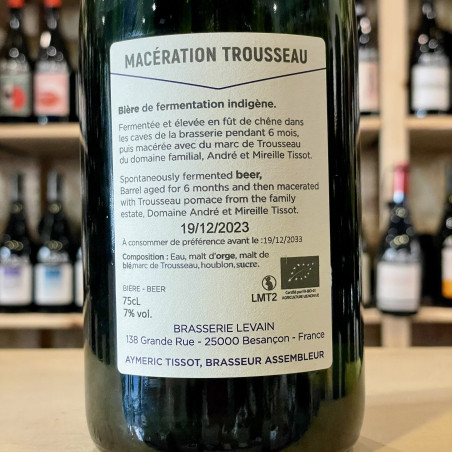 MACÉRATION TROUSSEAU
Bière de fermentation indigène.
Fermentée et élevée en fût de chêne dans
les caves de la brasserie pendant 6 mois,
puis macérée avec du marc de Trousseau
du domaine familial, André et Mireille Tissot.
Spontaneously fermented beer,
Barrel aged for 6 months and then macerated
with Trousseau pomace from the family
estate, Domaine André et Mireille Tissot.
19/12/2023
À consommer de préférence avant le :19/12/2033
Composition : Eau, malt d'orge, malt de
blé,marc de Trousseau, houblon, sucre.
BIÈRE - BEER
75cL
7% vol.
LMT2
BRASSERIE LEVAIN
138 Grande Rue - 25000 Besançon - France
AYMERIC TISSOT, BRASSEUR ASSEMBLEUR